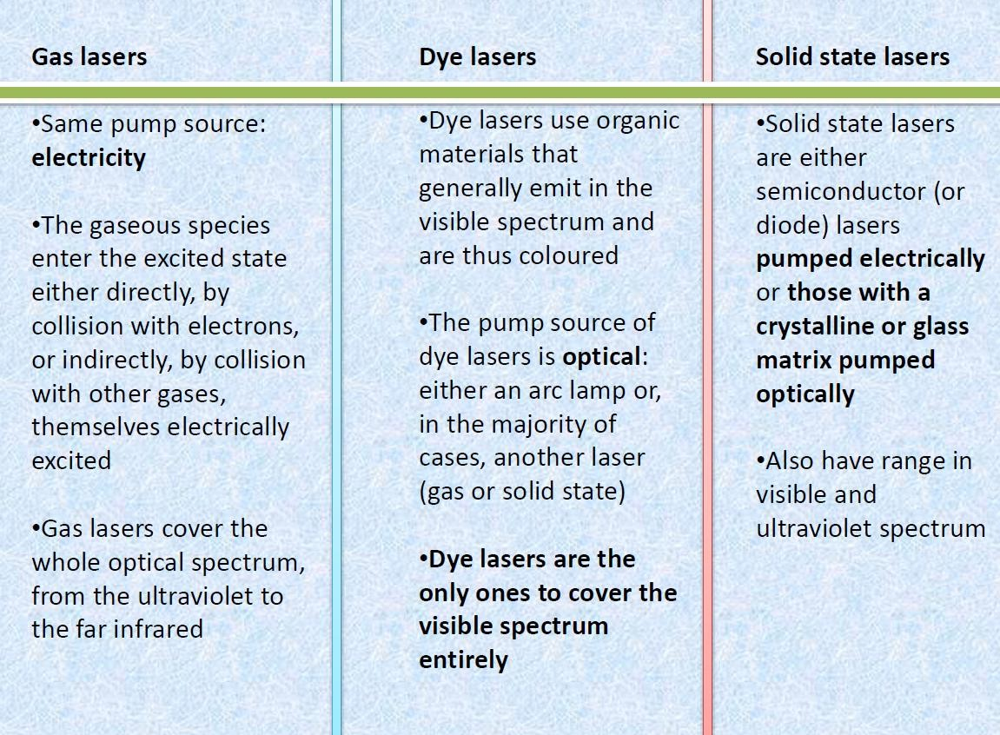 Gas lasers
•Same pump source:
electricity
•The gaseous species
enter the excited state
either directly, by
collision with electrons,
or indirectly, by collision
with other gases,
themselves electrically
excited
•Gas lasers cover the
whole optical spectrum,
from the ultraviolet to
the far infrared
Dye lasers
•Dye lasers use organic
materials that
generally emit in the
visible spectrum and
are thus coloured
•The pump source of
dye lasers is optical:
either an arc lamp or,
in the majority of
cases, another laser
(gas or solid state)
•Dye lasers are the
only ones to cover the
visible spectrum
entirely
Solid state lasers
•Solid state lasers
are either
semiconductor (or
diode) lasers
pumped electrically
or those with a
crystalline or glass
matrix pumped
optically
•Also have range in
visible and
ultraviolet spectrum